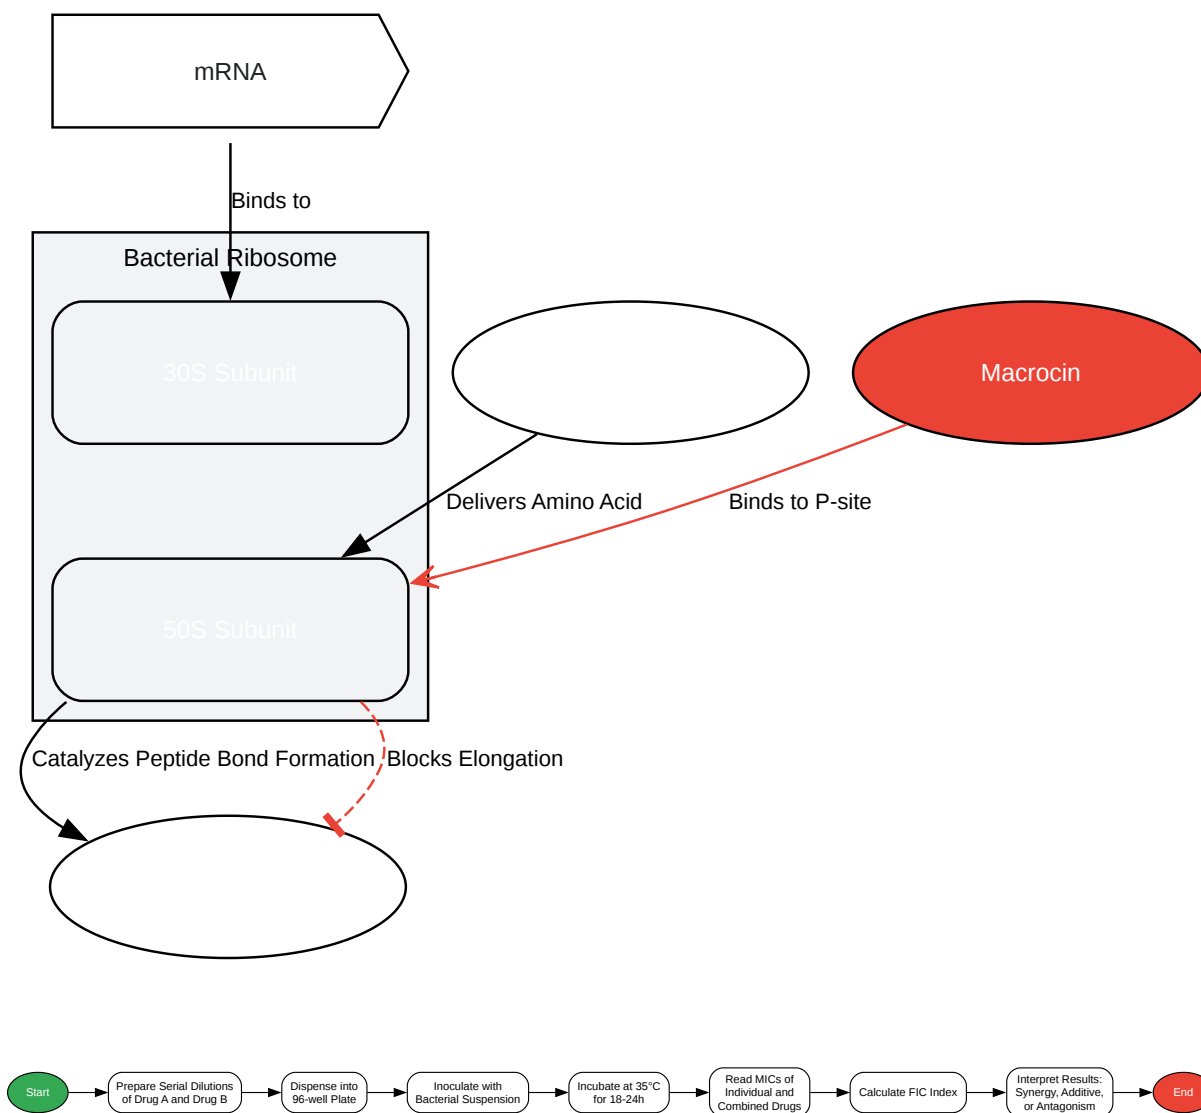 mRNA
Binds to
Bacterial Ribosome
30S Subunit
Macrocin
Delivers Amino Acid
Binds to P-site
50S Subunit
Catalyzes Peptide Bond Formation
Blocks Elongation
Start
Prepare Serial Dilutions
of Drug A and Drug B
Dispense into
96-well Plate
Inoculate with
Bacterial Suspension
Incubate at 35°C
for 18-24h
Read MICs of
Individual and
Combined Drugs
Calculate FIC Index
Interpret Results:
Synergy, Additive,
or Antagonism
End